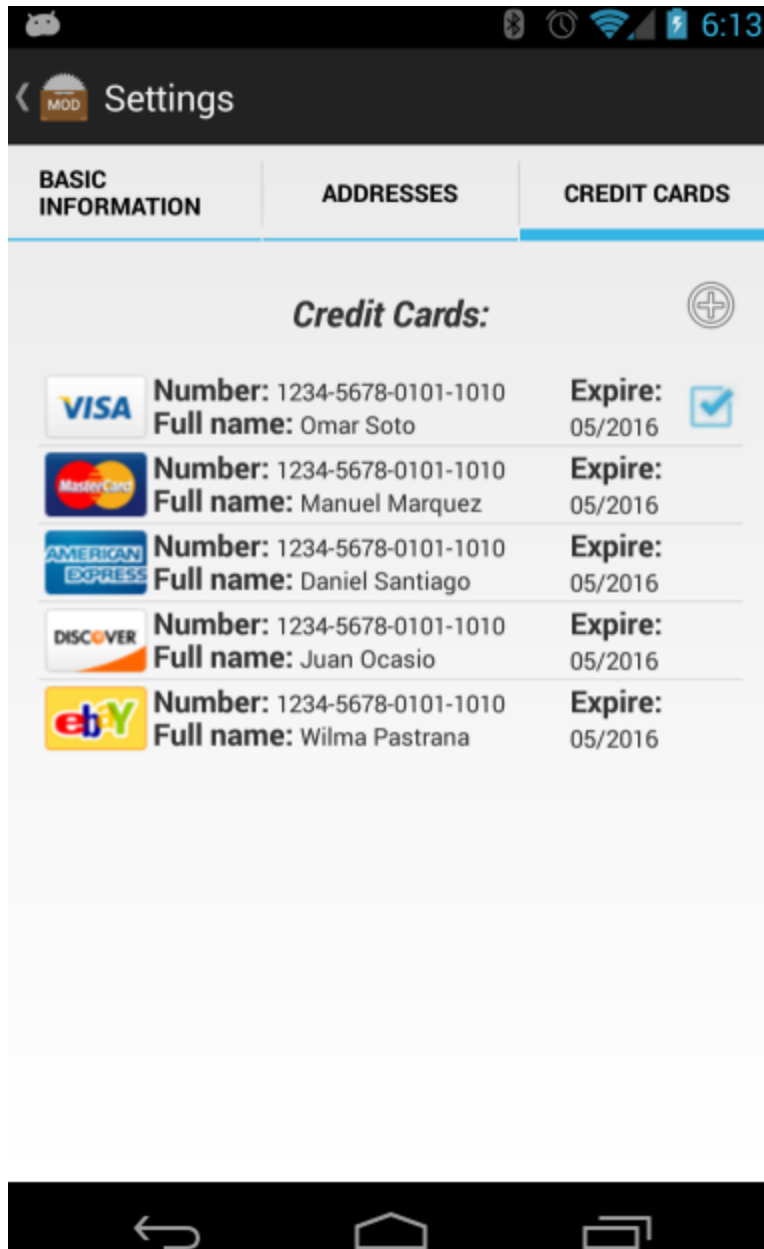 6:13
MOD Settings
BASIC INFORMATION
ADDRESSES
CREDIT CARDS
Credit Cards:
VISA
Number: 1234-5678-0101-1010
Expire:
Full name: Omar Soto
05/2016
MasterCard
Number: 1234-5678-0101-1010
Expire:
Full name: Manuel Marquez
05/2016
AMERICAN EXPRESS
Number: 1234-5678-0101-1010
Expire:
Full name: Daniel Santiago
05/2016
DISCOVER
Number: 1234-5678-0101-1010
Expire:
Full name: Juan Ocasio
05/2016
ebaY
Number: 1234-5678-0101-1010
Expire:
Full name: Wilma Pastrana
05/2016